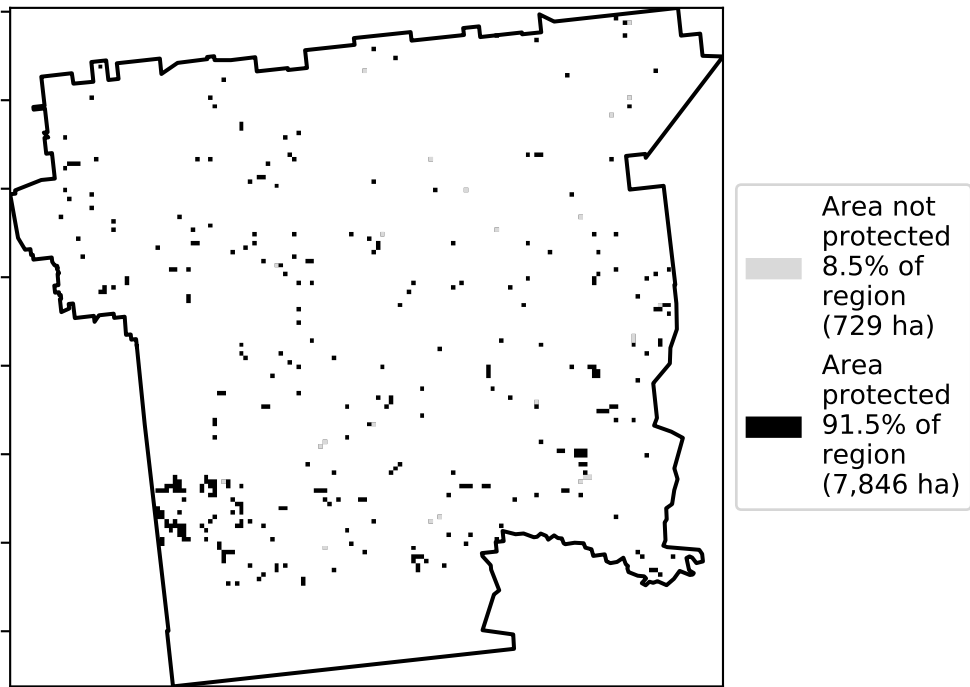 Area not
protected
8.5% of
region
(729 ha)
Area
protected
91.5% of
region
(7,846 ha)